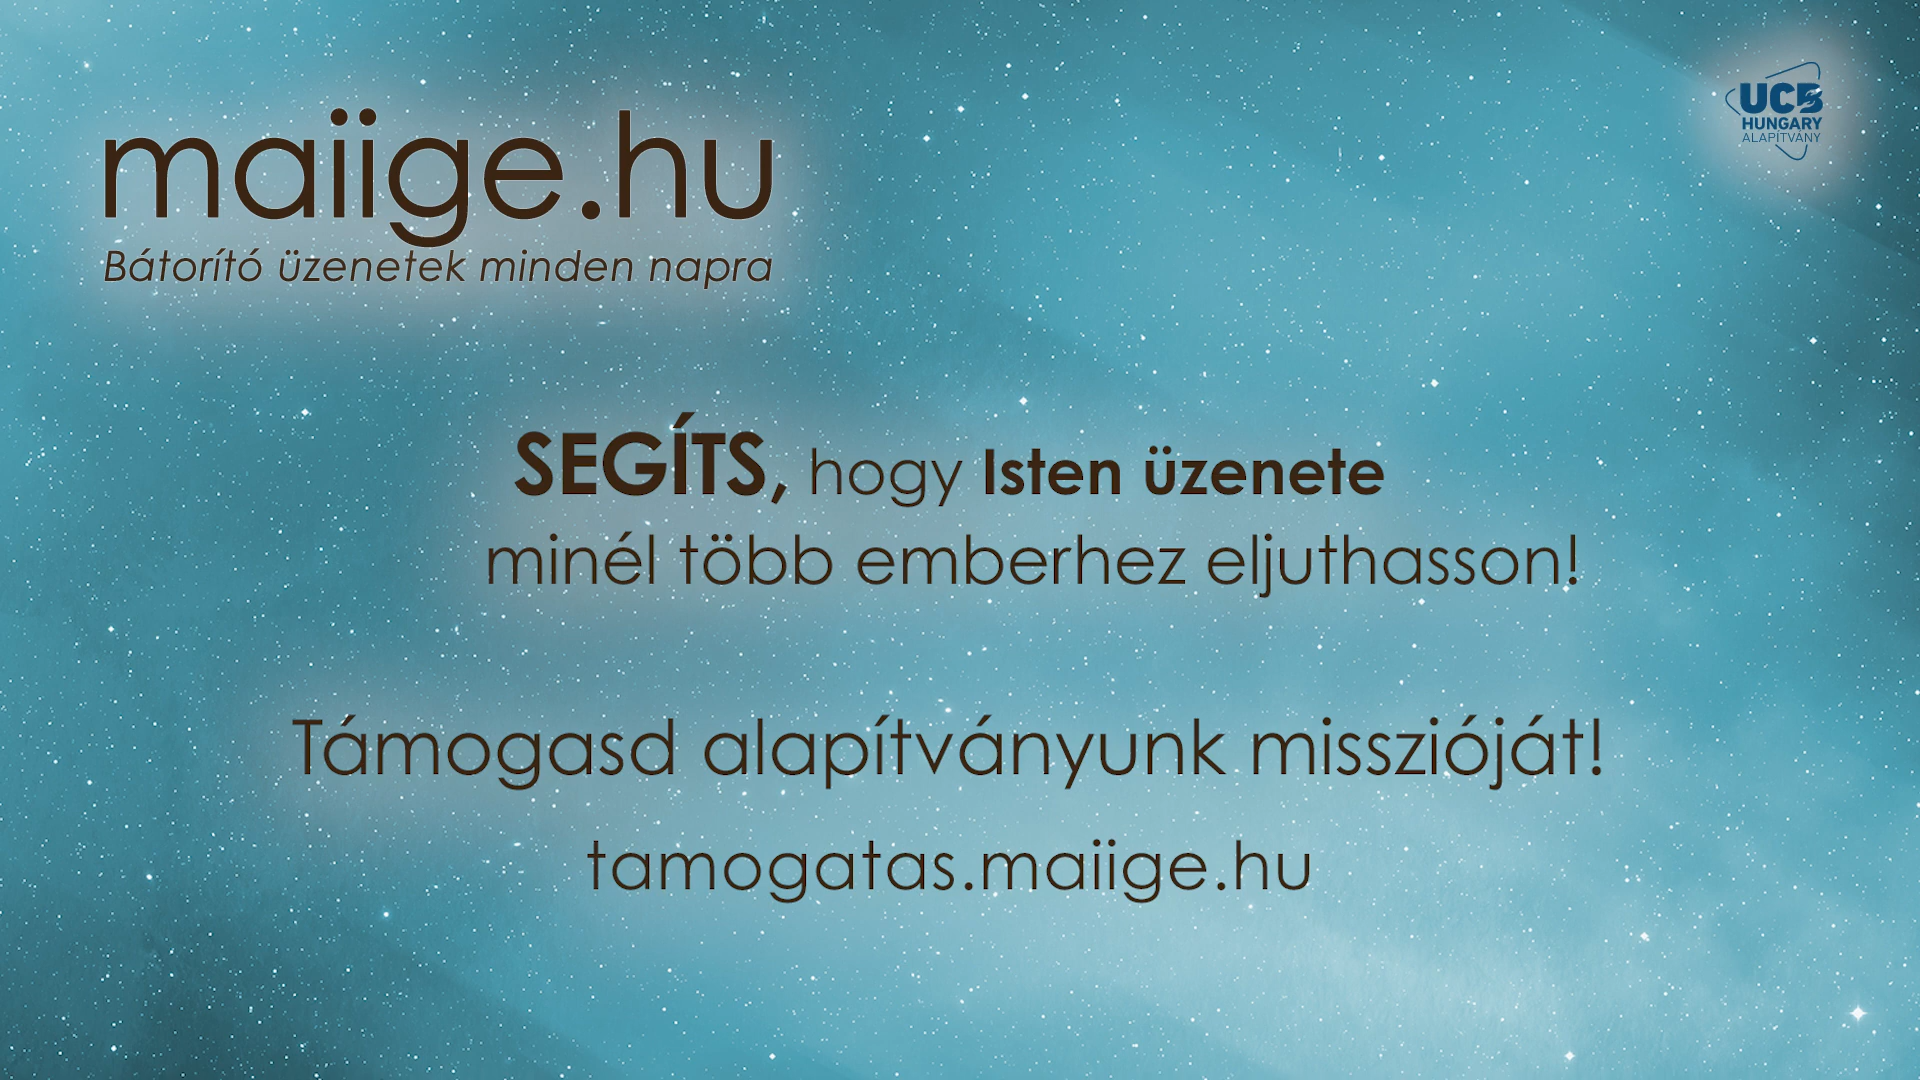 maiige.hu
Bátorító üzenetek minden napra
UCB
HUNGARY
ALAPÍTVÁNY
SEGÍTS, hogy Isten üzenete
minél több emberhez eljuthasson!
Támogasd alapítványunk misszióját!
tamogatas.maiige.hu